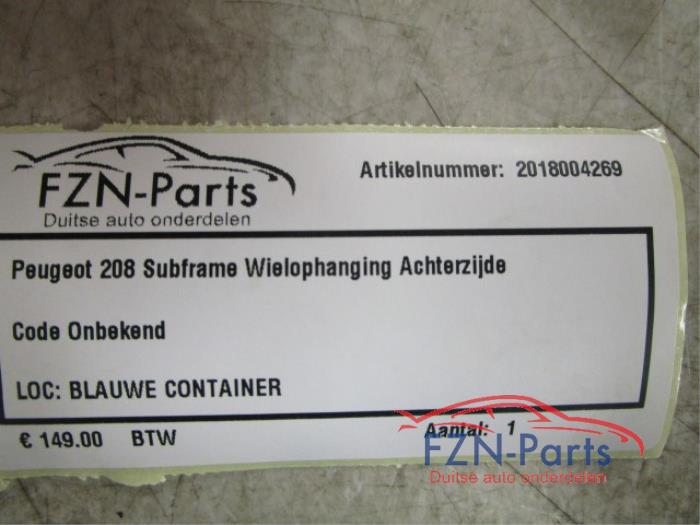 FZN-Parts
Duitse auto onderdelen
Artikelnummer: 2018004269
Peugeot 208 Subframe Wielophanging Achterzijde
Code Onbekend
LOC: BLAUWE CONTAINER
€ 149.00 BTW
Aantal: 1
FZN-Parts
Duitse auto onderdelen